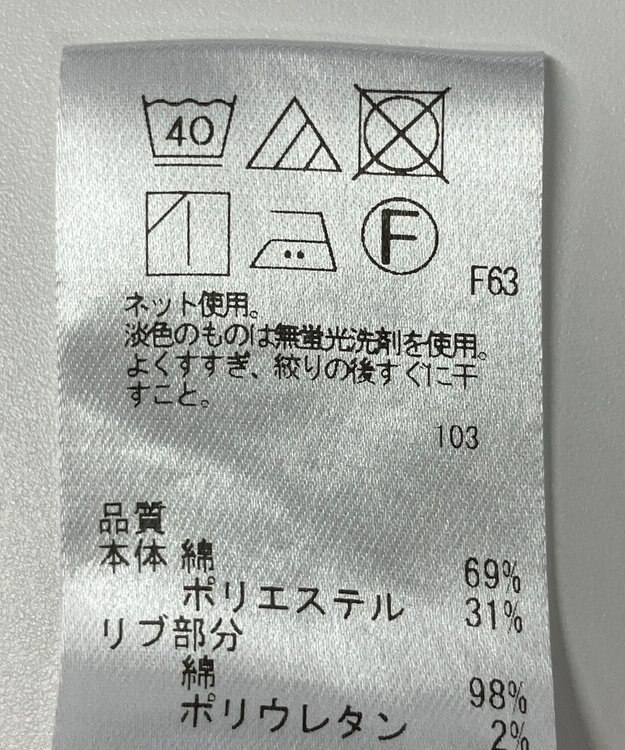 40
F
F63
ネット使用。
淡色のものは無蛍光洗剤を使用。
よくすすぎ、絞りの後すぐに干
すこと。
103
品質
本体 綿 69%
ポリエステル 31%
リブ部分
綿 98%
ポリウレタン 2%